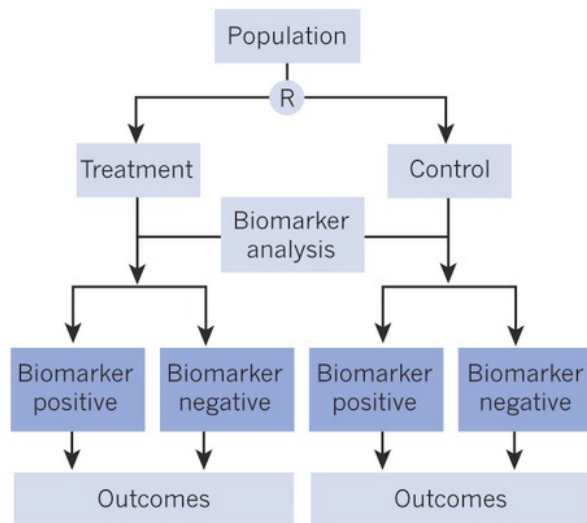 Population
R
Treatment
Control
Biomarker
analysis
Biomarker
positive
Biomarker
negative
Biomarker
positive
Biomarker
negative
Outcomes
Outcomes